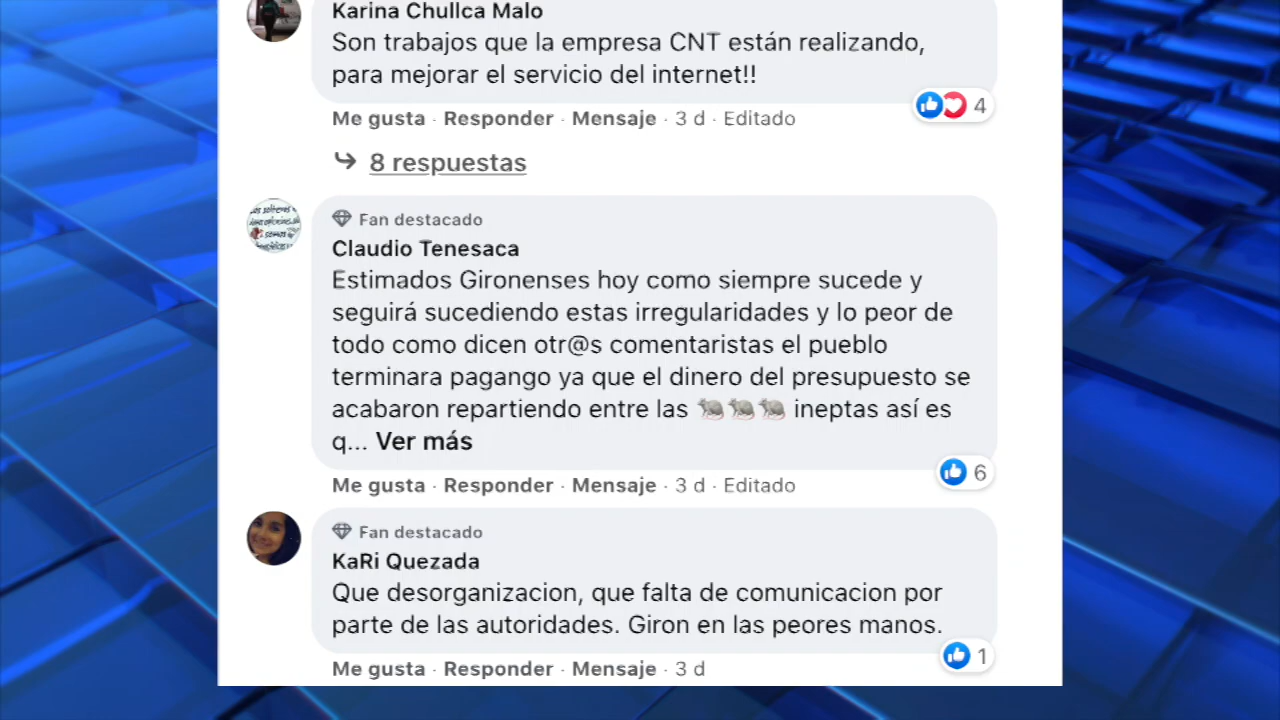 Karina Chullca Malo
Son trabajos que la empresa CNT están realizando,
para mejorar el servicio del internet!!
4
Me gusta · Responder · Mensaje · 3 d · Editado
8 respuestas
Fan destacado
Claudio Tenesaca
Estimados Gironenses hoy como siempre sucede y
seguirá sucediendo estas irregularidades y lo peor de
todo como dicen otr@s comentaristas el pueblo
terminara pagango ya que el dinero del presupuesto se
acabaron repartiendo entre las 🐀🐀🐀 ineptas así es
q... Ver más
6
Me gusta · Responder · Mensaje · 3 d · Editado
Fan destacado
KaRi Quezada
Que desorganizacion, que falta de comunicacion por
parte de las autoridades. Giron en las peores manos.
1
Me gusta · Responder · Mensaje · 3 d